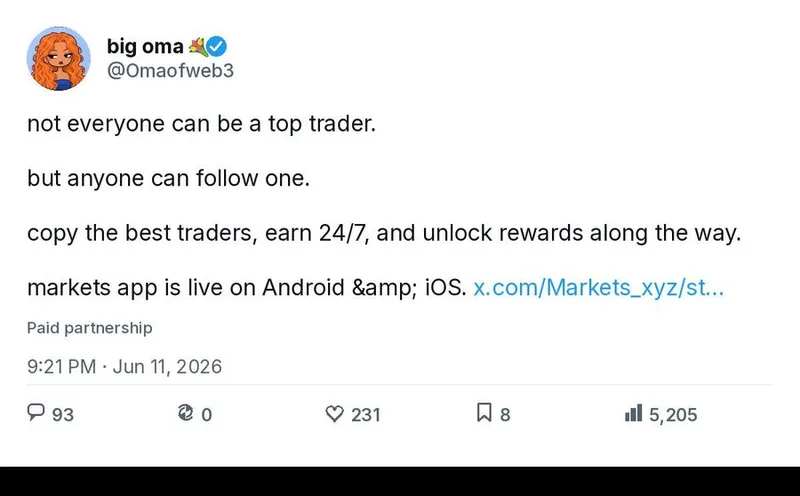 big oma
@Omaofweb3
not everyone can be a top trader.
but anyone can follow one.
copy the best traders, earn 24/7, and unlock rewards along the way.
markets app is live on Android &amp; iOS. x.com/Markets_xyz/st...
Paid partnership
9:21 PM · Jun 11, 2026
93 0 231 8 5,205